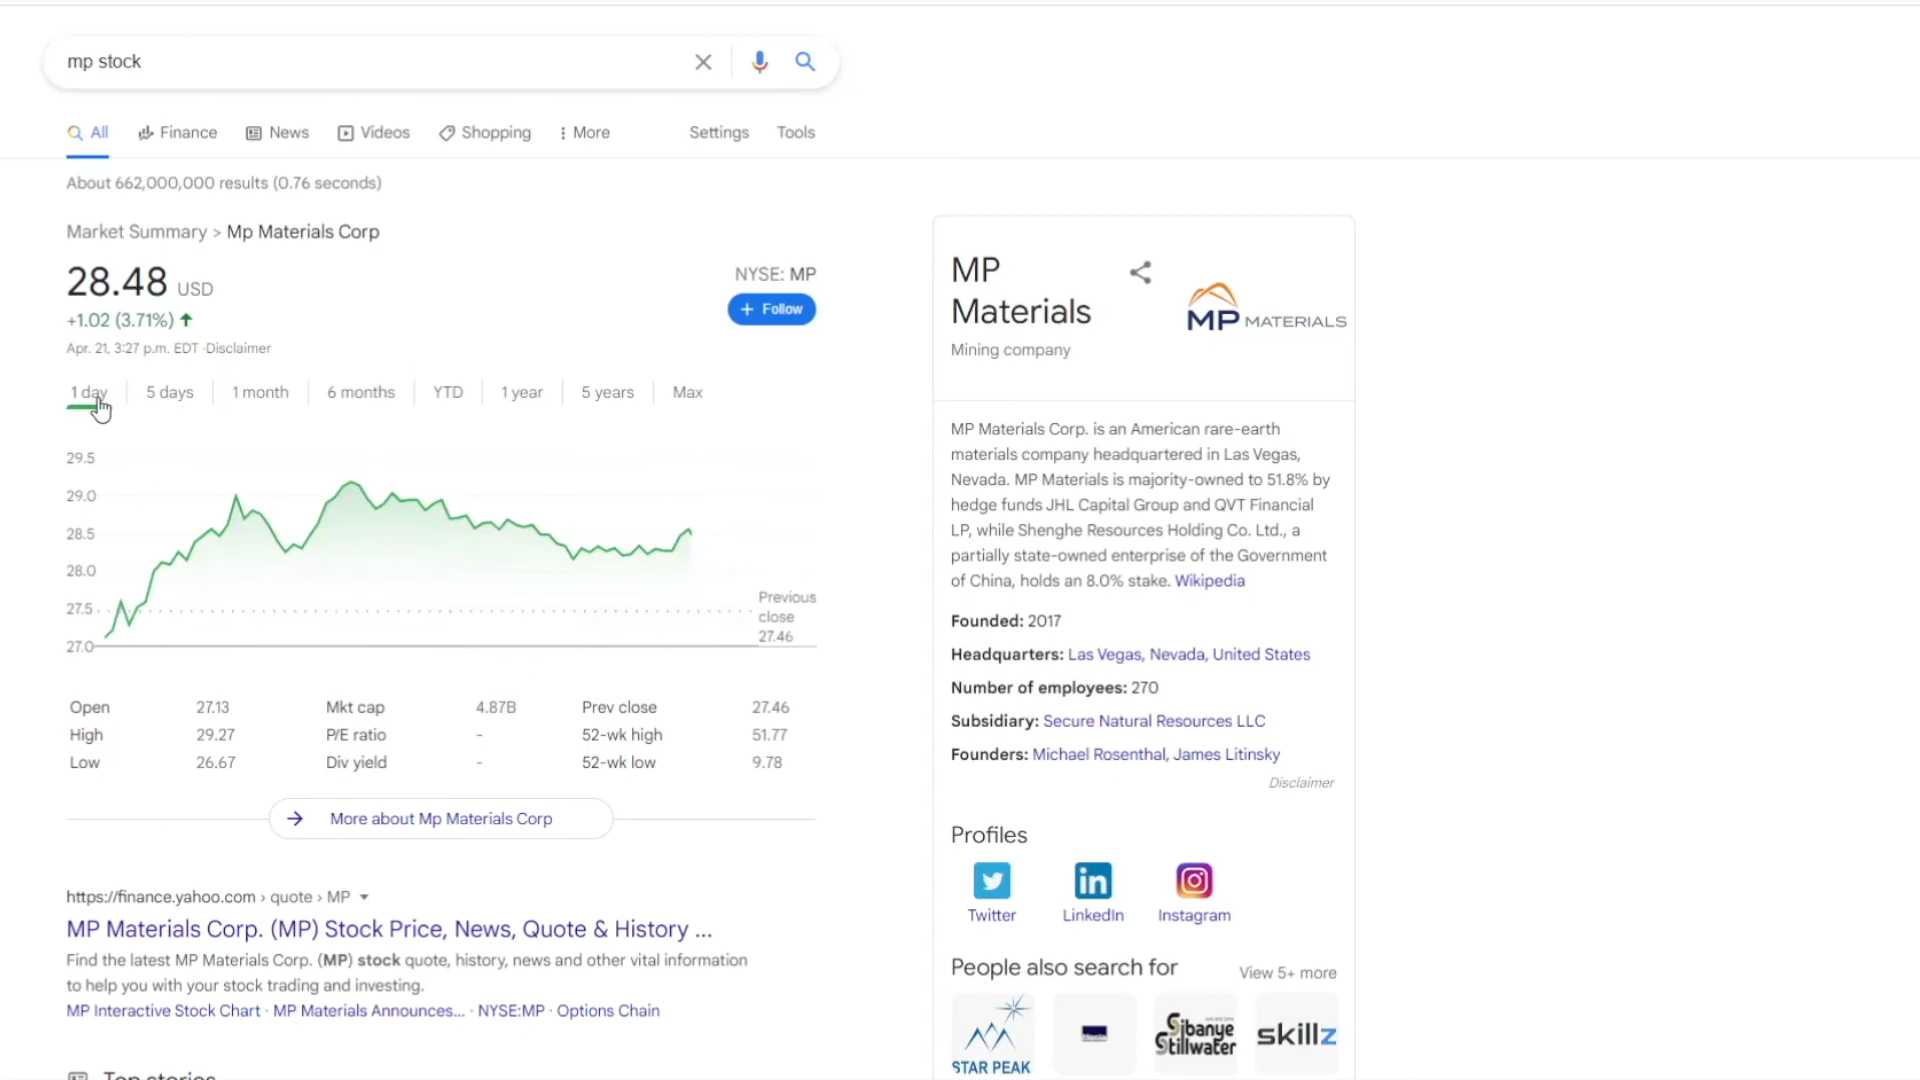 mp stock
All Finance News Videos Shopping More Settings Tools
About 662,000,000 results (0.76 seconds)
Market Summary > Mp Materials Corp
28.48 USD
NYSE: MP
+ Follow
+1.02 (3.71%)
Apr. 21, 3:27 p.m. EDT ·Disclaimer
1 day 5 days 1 month 6 months YTD 1 year 5 years Max
29.5
29.0
28.5
28.0
27.5
27.0
Previous
close
27.46
Open 27.13 Mkt cap 4.87B Prev close 27.46
High 29.27 P/E ratio - 52-wk high 51.77
Low 26.67 Div yield - 52-wk low 9.78
More about Mp Materials Corp
https://finance.yahoo.com › quote › MP
MP Materials Corp. (MP) Stock Price, News, Quote & History ...
Find the latest MP Materials Corp. (MP) stock quote, history, news and other vital information
to help you with your stock trading and investing.
MP Interactive Stock Chart · MP Materials Announces... · NYSE:MP · Options Chain
Top stories
MP
Materials
MP MATERIALS
Mining company
MP Materials Corp. is an American rare-earth
materials company headquartered in Las Vegas,
Nevada. MP Materials is majority-owned to 51.8% by
hedge funds JHL Capital Group and QVT Financial
LP, while Shenghe Resources Holding Co. Ltd., a
partially state-owned enterprise of the Government
of China, holds an 8.0% stake. Wikipedia
Founded: 2017
Headquarters: Las Vegas, Nevada, United States
Number of employees: 270
Subsidiary: Secure Natural Resources LLC
Founders: Michael Rosenthal, James Litinsky
Disclaimer
Profiles
Twitter LinkedIn Instagram
People also search for View 5+ more
STAR PEAK
Sibanye
Stillwater
skillz